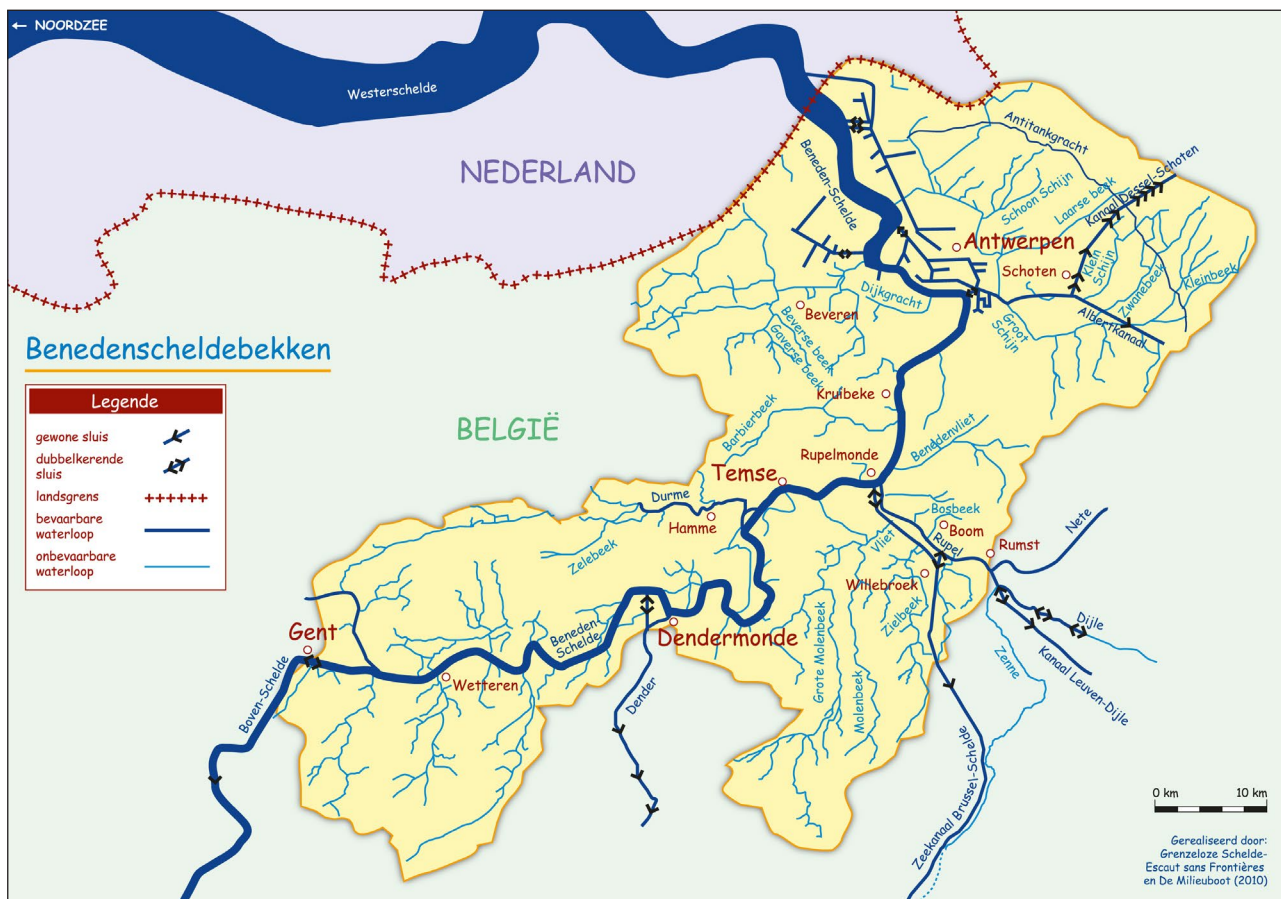 ← NOORDZEE
Westerschelde
NEDERLAND
Beneden-Schelde
Antitankgracht
Schoon Schijn
Laarse beek
Kanaal Dessel-Schoten
Antwerpen
Schoten
Klein
Schijn
Zwanebeek
Kleinbeek
Dijkgracht
Beveren
Beverse beek
Gaverse beek
Groot
Schijn
Albertkanaal
Benedenscheldebekken
Legende
gewone sluis
dubbelkerende
sluis
landsgrens
bevaarbare
waterloop
onbevaarbare
waterloop
BELGIË
Kruibeke
Barbierbeek
Benedenvliet
Rupelmonde
Temse
Durme
Hamme
Zelebeek
Bosbeek
Boom
Vliet
Rupel
Rumst
Nete
Willebroek
Zielbeek
Dijle
Kanaal Leuven-Dijle
Zenne
Gent
Boven-Schelde
Wetteren
Beneden-
Schelde
Dendermonde
Dender
Grote Molenbeek
Molenbeek
Zeekanaal Brussel-Schelde
0 km 10 km
Gerealiseerd door:
Grenzeloze Schelde-
Escaut sans Frontières
en De Milieuboot (2010)